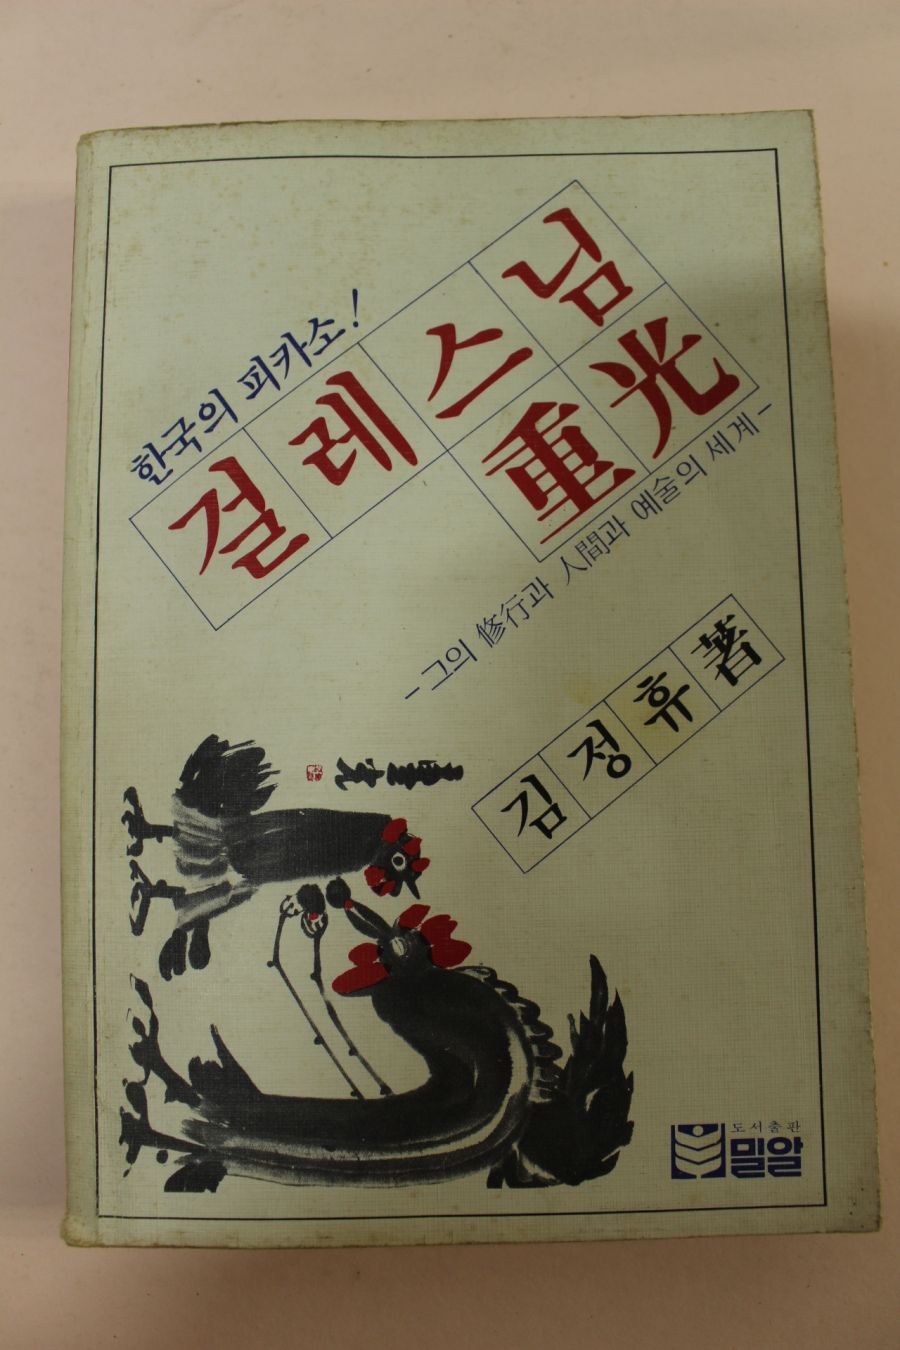 한국의 피카소!
걸레스님
重光
- 그의 修行과 人間과 예술의 세계 -
김정휴 著
도서출판
밀알